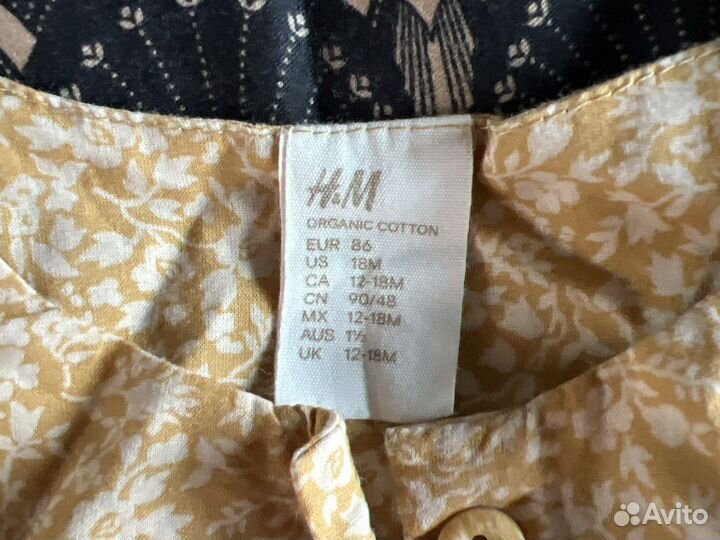 H&M
ORGANIC COTTON
EUR 86
US 18M
CA 12-18M
CN 90/48
MX 12-18M
AUS 1½
UK 12-18M
Avito